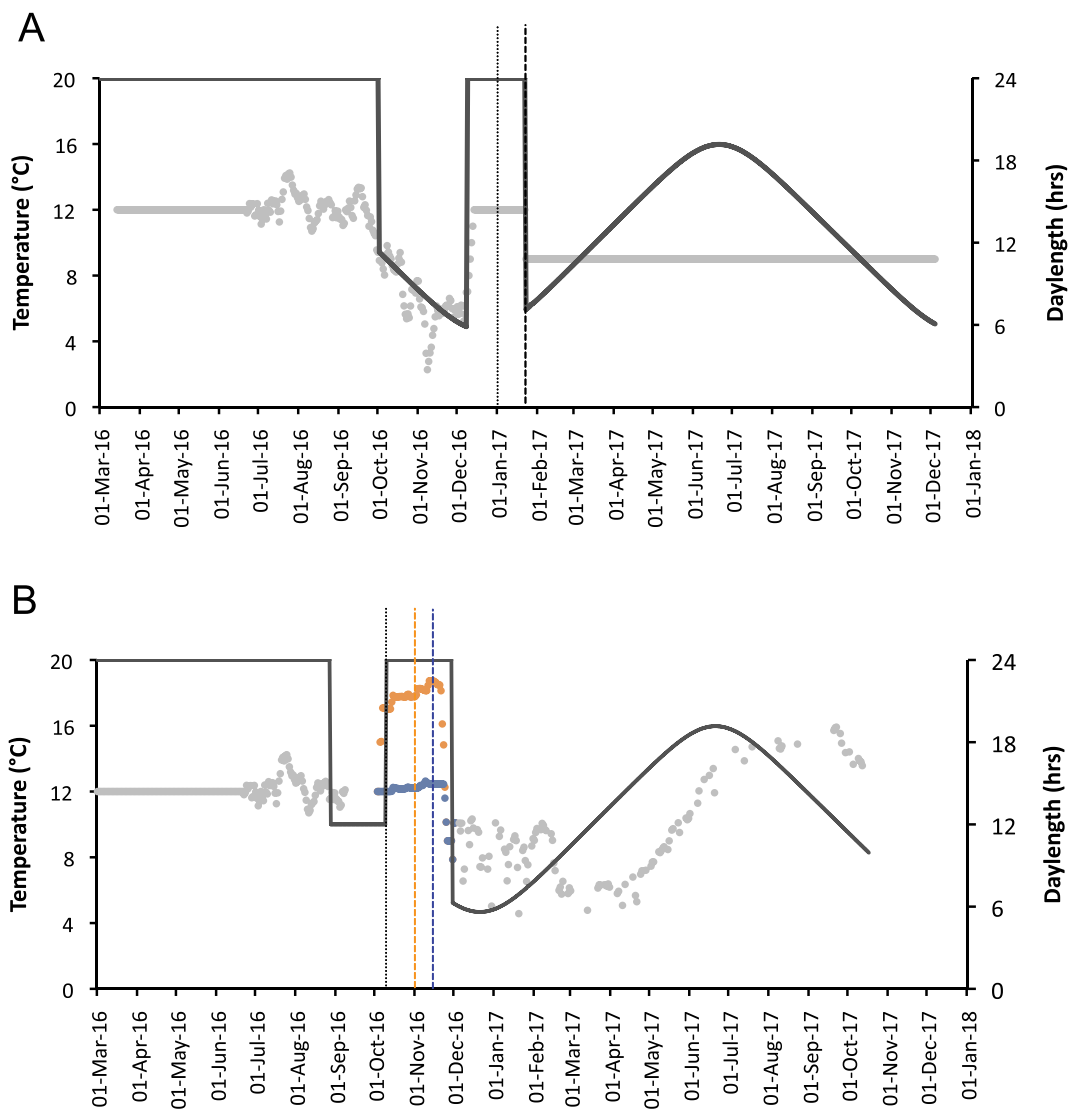 A
20
16
12
8
4
0
Temperature (°C)
24
18
12
6
0
Daylength (hrs)
01-Mar-16
01-Apr-16
01-May-16
01-Jun-16
01-Jul-16
01-Aug-16
01-Sep-16
01-Oct-16
01-Nov-16
01-Dec-16
01-Jan-17
01-Feb-17
01-Mar-17
01-Apr-17
01-May-17
01-Jun-17
01-Jul-17
01-Aug-17
01-Sep-17
01-Oct-17
01-Nov-17
01-Dec-17
01-Jan-18
B
20
16
12
8
4
0
Temperature (°C)
24
18
12
6
0
Daylength (hrs)
01-Mar-16
01-Apr-16
01-May-16
01-Jun-16
01-Jul-16
01-Aug-16
01-Sep-16
01-Oct-16
01-Nov-16
01-Dec-16
01-Jan-17
01-Feb-17
01-Mar-17
01-Apr-17
01-May-17
01-Jun-17
01-Jul-17
01-Aug-17
01-Sep-17
01-Oct-17
01-Nov-17
01-Dec-17
01-Jan-18